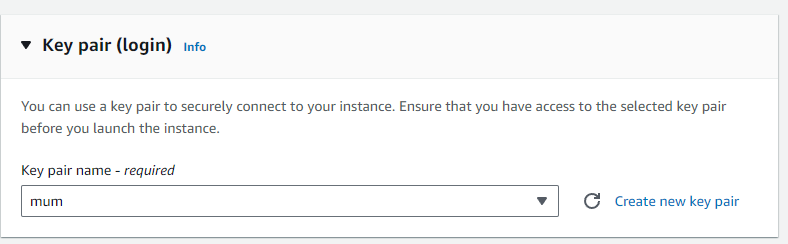 Key pair (login) Info
You can use a key pair to securely connect to your instance. Ensure that you have access to the selected key pair
before you launch the instance.
Key pair name - required
mum Create new key pair